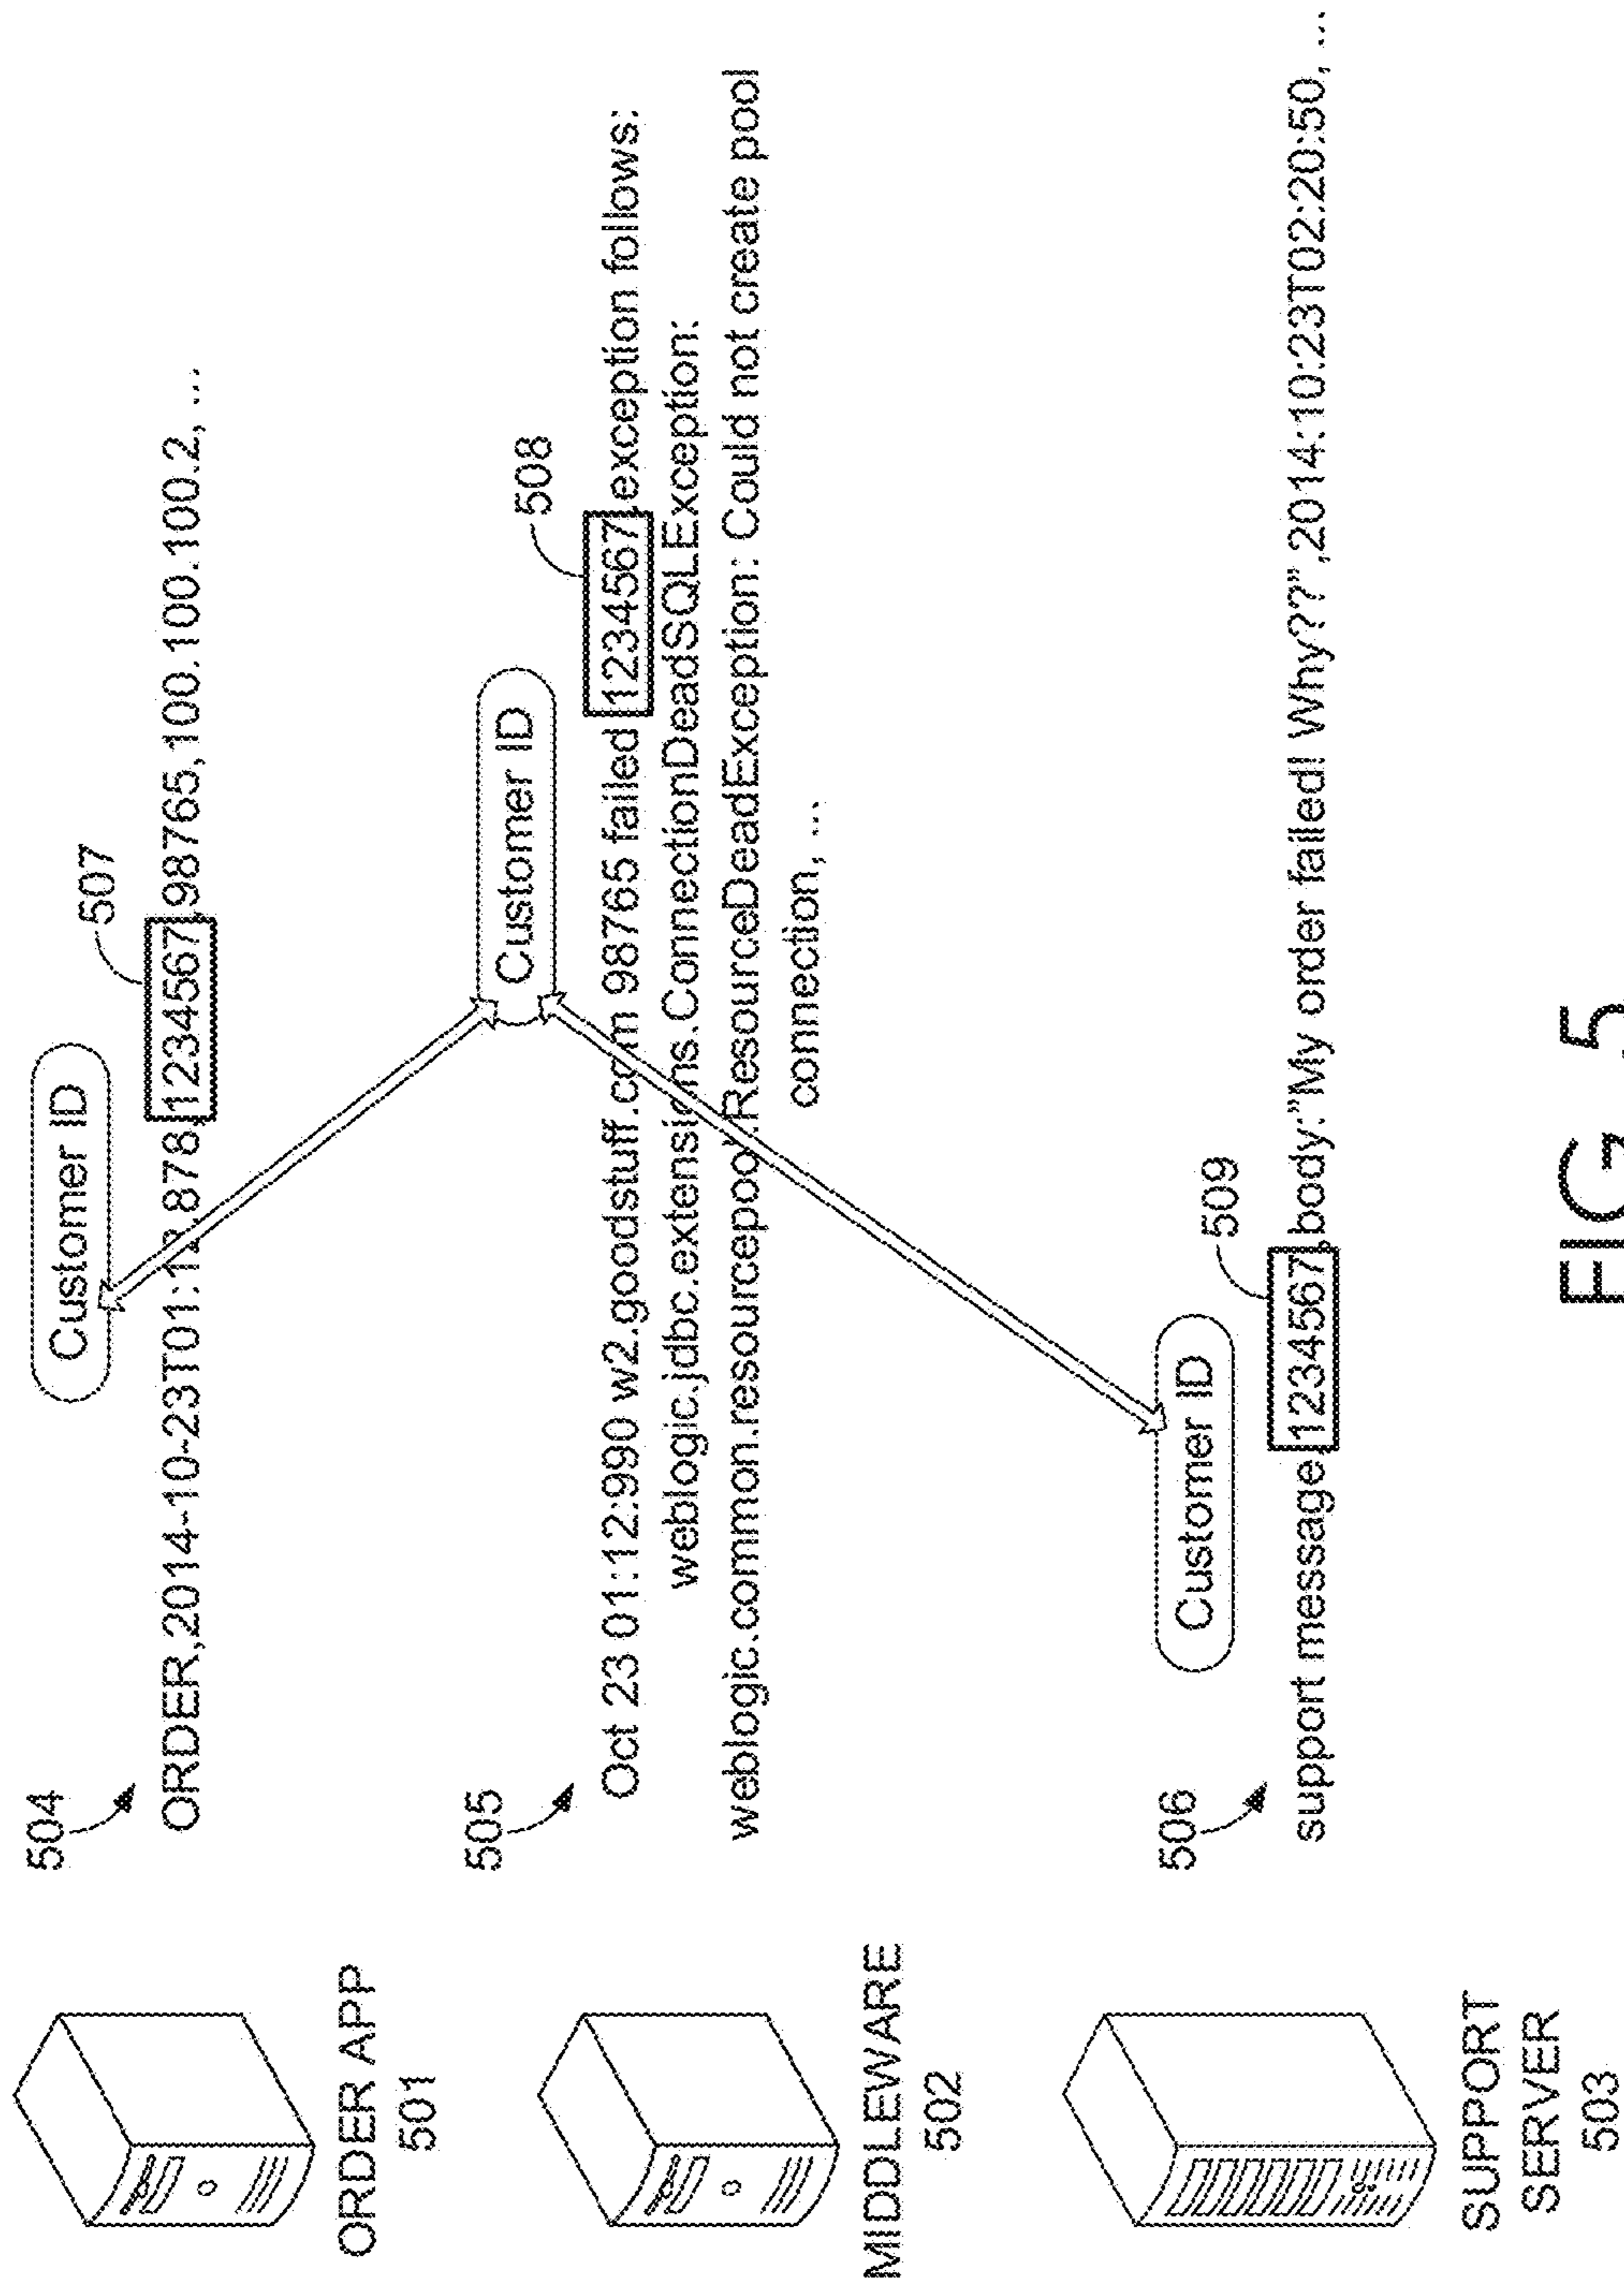 504
Customer ID
507
ORDER,2014-10-23T01:12.878,1234567,98765,100.100.100.2, ...
ORDER APP
501
505
Customer ID
508
Oct 23 01:12:990 w2.goodstuff.com 98765 failed 1234567,exception follows:
weblogic.jdbc.extensions.ConnectionDeadSQLException:
weblogic.common.resourcepool.ResourceDeadException: Could not create pool
connection, ...
MIDDLEWARE
502
506
Customer ID
509
support message,1234567,body:"My order failed! Why??",2014:10:23T02:20:50, ...
SUPPORT
SERVER
503
FIG. 5